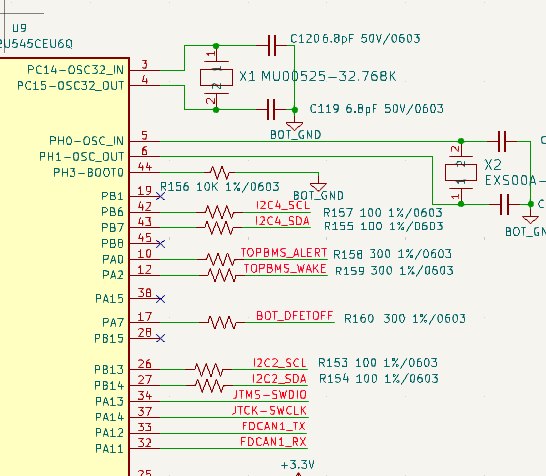 U9
2U545CEU6Q
PC14-OSC32_IN 3
PC15-OSC32_OUT 4
C120 6.8pF 50V/0603
1
2
X1 MU00525-32.768K
C119 6.8pF 50V/0603
BOT_GND
PH0-OSC_IN 5
PH1-OSC_OUT 6
PH3-BOOT0 44
R156 10K 1%/0603
BOT_GND
2
1
X2
EXS00A-
C
C
BOT_GN
PB1 19
PB6 42 I2C4_SCL R157 100 1%/0603
PB7 43 I2C4_SDA R155 100 1%/0603
PB8 45
PA0 10 TOPBMS_ALERT R158 300 1%/0603
PA2 12 TOPBMS_WAKE R159 300 1%/0603
PA15 38
PA7 17 BOT_DFETOFF R160 300 1%/0603
PB15 28
PB13 26 I2C2_SCL R153 100 1%/0603
PB14 27 I2C2_SDA R154 100 1%/0603
PA13 34 JTMS-SWDIO
PA14 37 JTCK-SWCLK
PA12 33 FDCAN1_TX
PA11 32 FDCAN1_RX
+3.3V
25